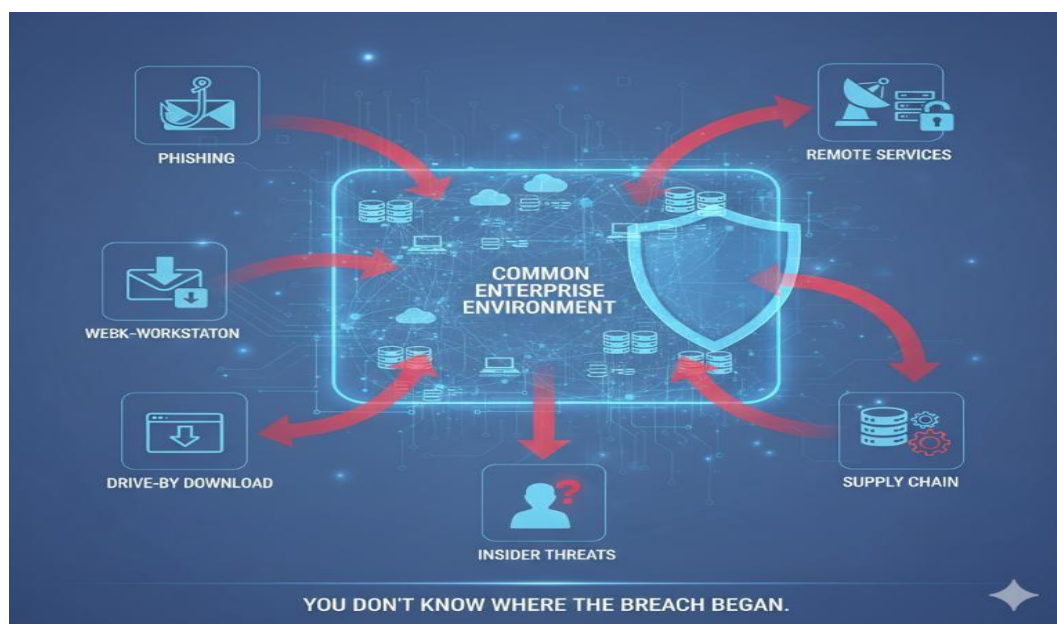 PHISHING
REMOTE SERVICES
COMMON
ENTERPRISE
ENVIRONMENT
WEBK-WORKSTATON
DRIVE-BY DOWNLOAD
SUPPLY CHAIN
?
INSIDER THREATS
YOU DON'T KNOW WHERE THE BREACH BEGAN.